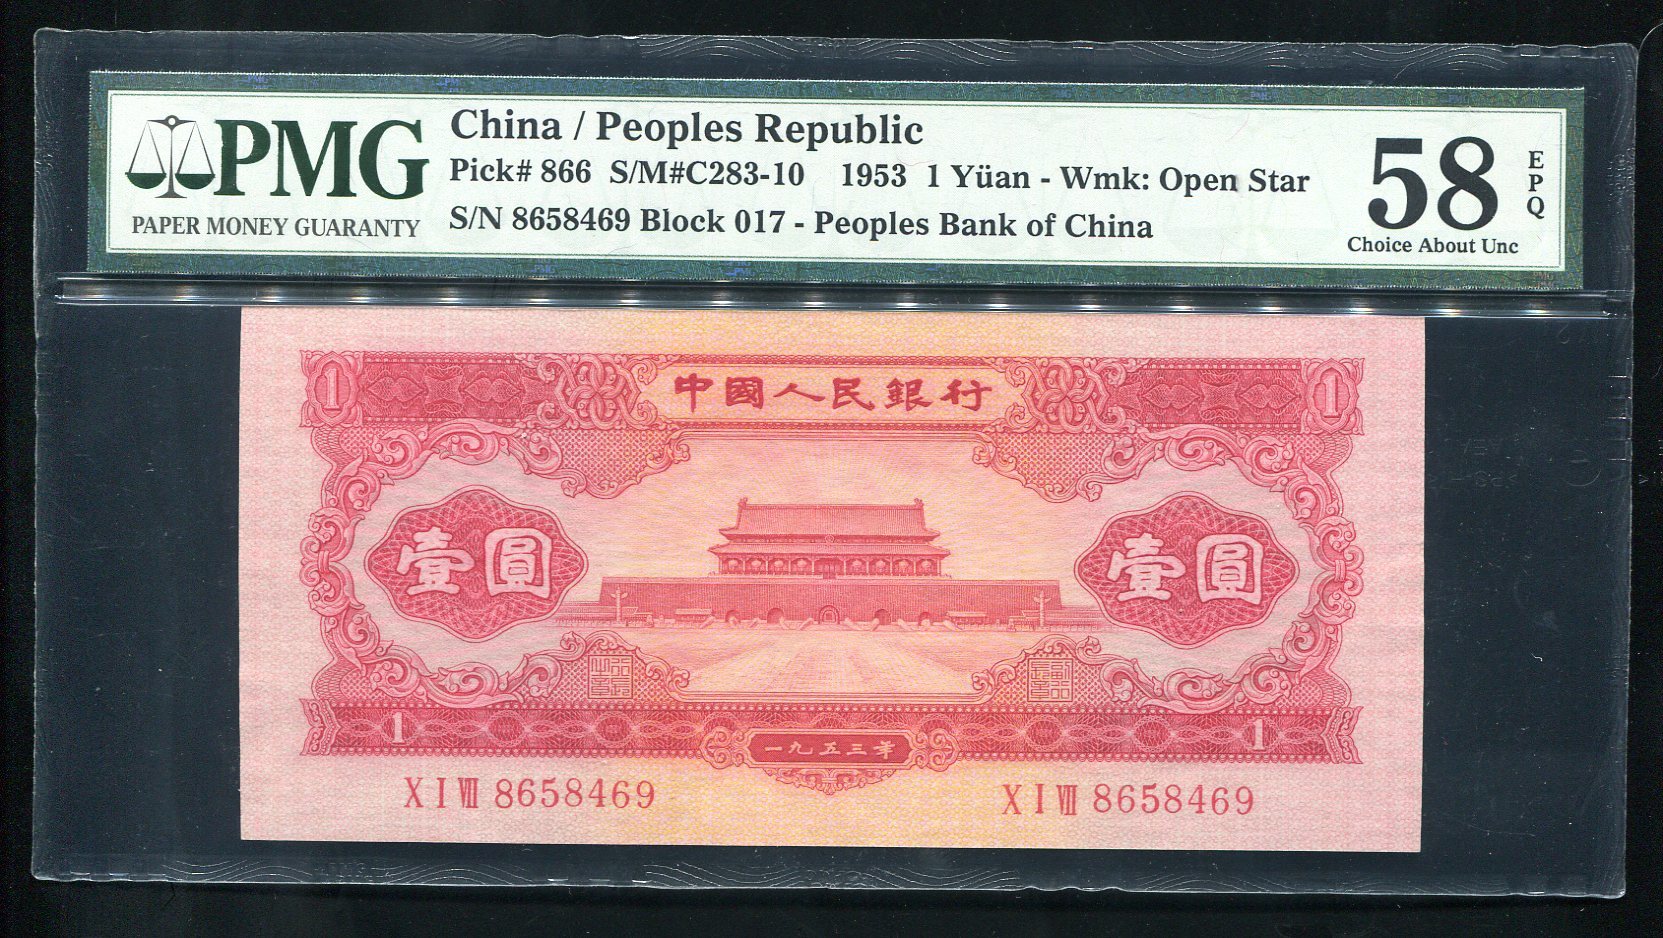 PMG
PAPER MONEY GUARANTY
China / Peoples Republic
Pick# 866 S/M#C283-10 1953 1 Yüan - Wmk: Open Star
S/N 8658469 Block 017 - Peoples Bank of China
58
EPQ
Choice About Unc
1 中國人民銀行 1
壹圓 壹圓
1 一九五三年 1
X I VII 8658469 X I VII 8658469